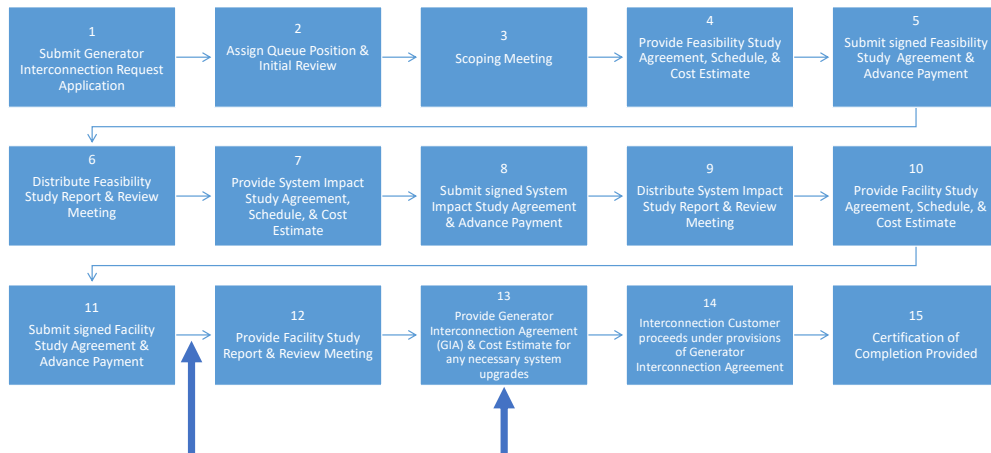 1
Submit Generator
Interconnection Request
Application
2
Assign Queue Position &
Initial Review
3
Scoping Meeting
4
Provide Feasibility Study
Agreement, Schedule, &
Cost Estimate
5
Submit signed Feasibility
Study Agreement &
Advance Payment
6
Distribute Feasibility
Study Report & Review
Meeting
7
Provide System Impact
Study Agreement,
Schedule, & Cost
Estimate
8
Submit signed System
Impact Study Agreement
& Advance Payment
9
Distribute System Impact
Study Report & Review
Meeting
10
Provide Facility Study
Agreement, Schedule, &
Cost Estimate
11
Submit signed Facility
Study Agreement &
Advance Payment
12
Provide Facility Study
Report & Review Meeting
13
Provide Generator
Interconnection Agreement
(GIA) & Cost Estimate for
any necessary system
upgrades
14
Interconnection Customer
proceeds under provisions
of Generator
Interconnection Agreement
15
Certification of
Completion Provided